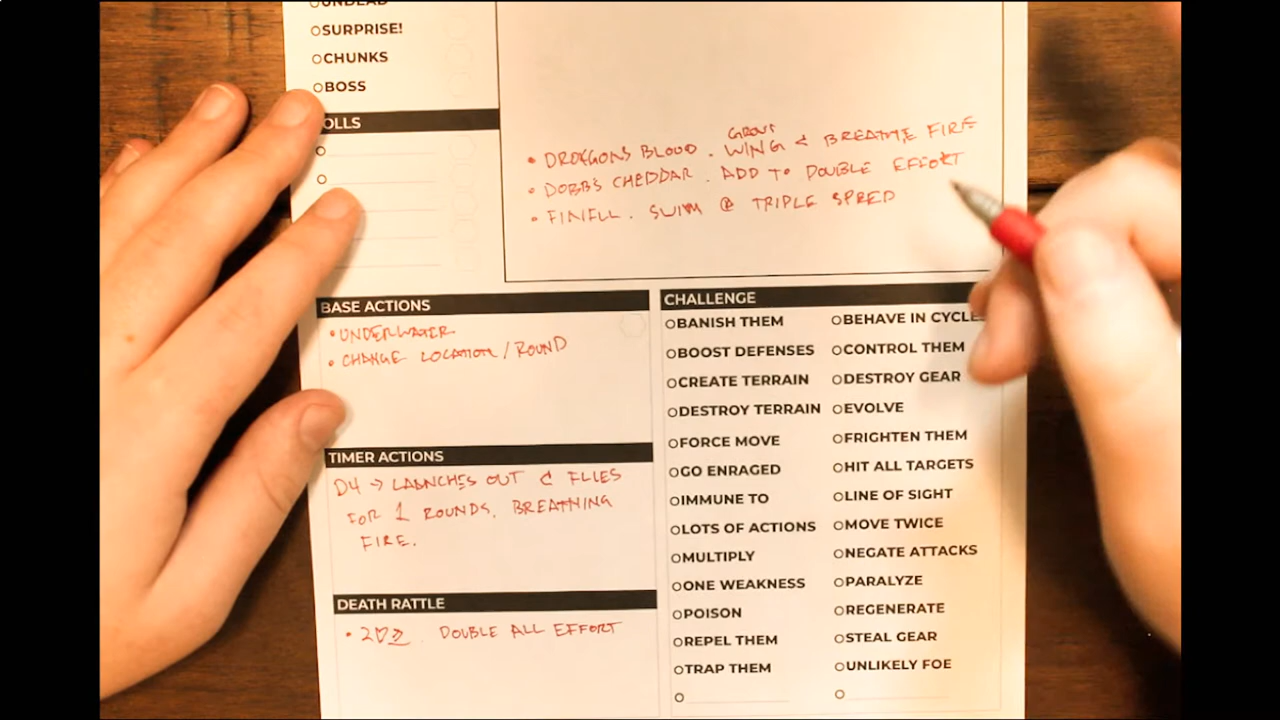 UNDEAD
SURPRISE!
CHUNKS
BOSS
OLLS
GROW
• DROEGONS BLOOD . WING & BREATHE FIRE
• DOBB'S CHEDDAR . ADD TO DOUBLE EFFORT
• FINFILL . SWIM @ TRIPLE SPEED
BASE ACTIONS
• UNDERWATER
• CHANGE LOCATION / ROUND
TIMER ACTIONS
D4 → LAUNCHES OUT & FLIES
FOR 1 ROUNDS, BREATHING
FIRE.
DEATH RATTLE
• 2♡ . DOUBLE ALL EFFORT
CHALLENGE
BANISH THEM
BOOST DEFENSES
CREATE TERRAIN
DESTROY TERRAIN
FORCE MOVE
GO ENRAGED
IMMUNE TO
LOTS OF ACTIONS
MULTIPLY
ONE WEAKNESS
POISON
REPEL THEM
TRAP THEM
BEHAVE IN CYCLE
CONTROL THEM
DESTROY GEAR
EVOLVE
FRIGHTEN THEM
HIT ALL TARGETS
LINE OF SIGHT
MOVE TWICE
NEGATE ATTACKS
PARALYZE
REGENERATE
STEAL GEAR
UNLIKELY FOE